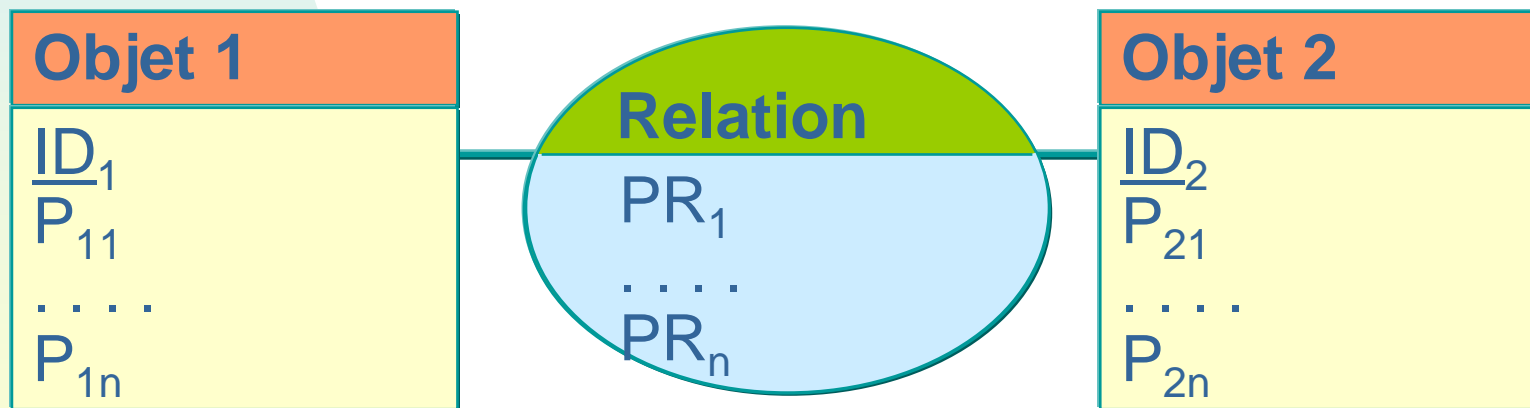 Objet 1
ID₁
P₁₁
. . . .
P₁ₙ
Relation
PR₁
. . . .
PRₙ
Objet 2
ID₂
P₂₁
. . . .
P₂ₙ